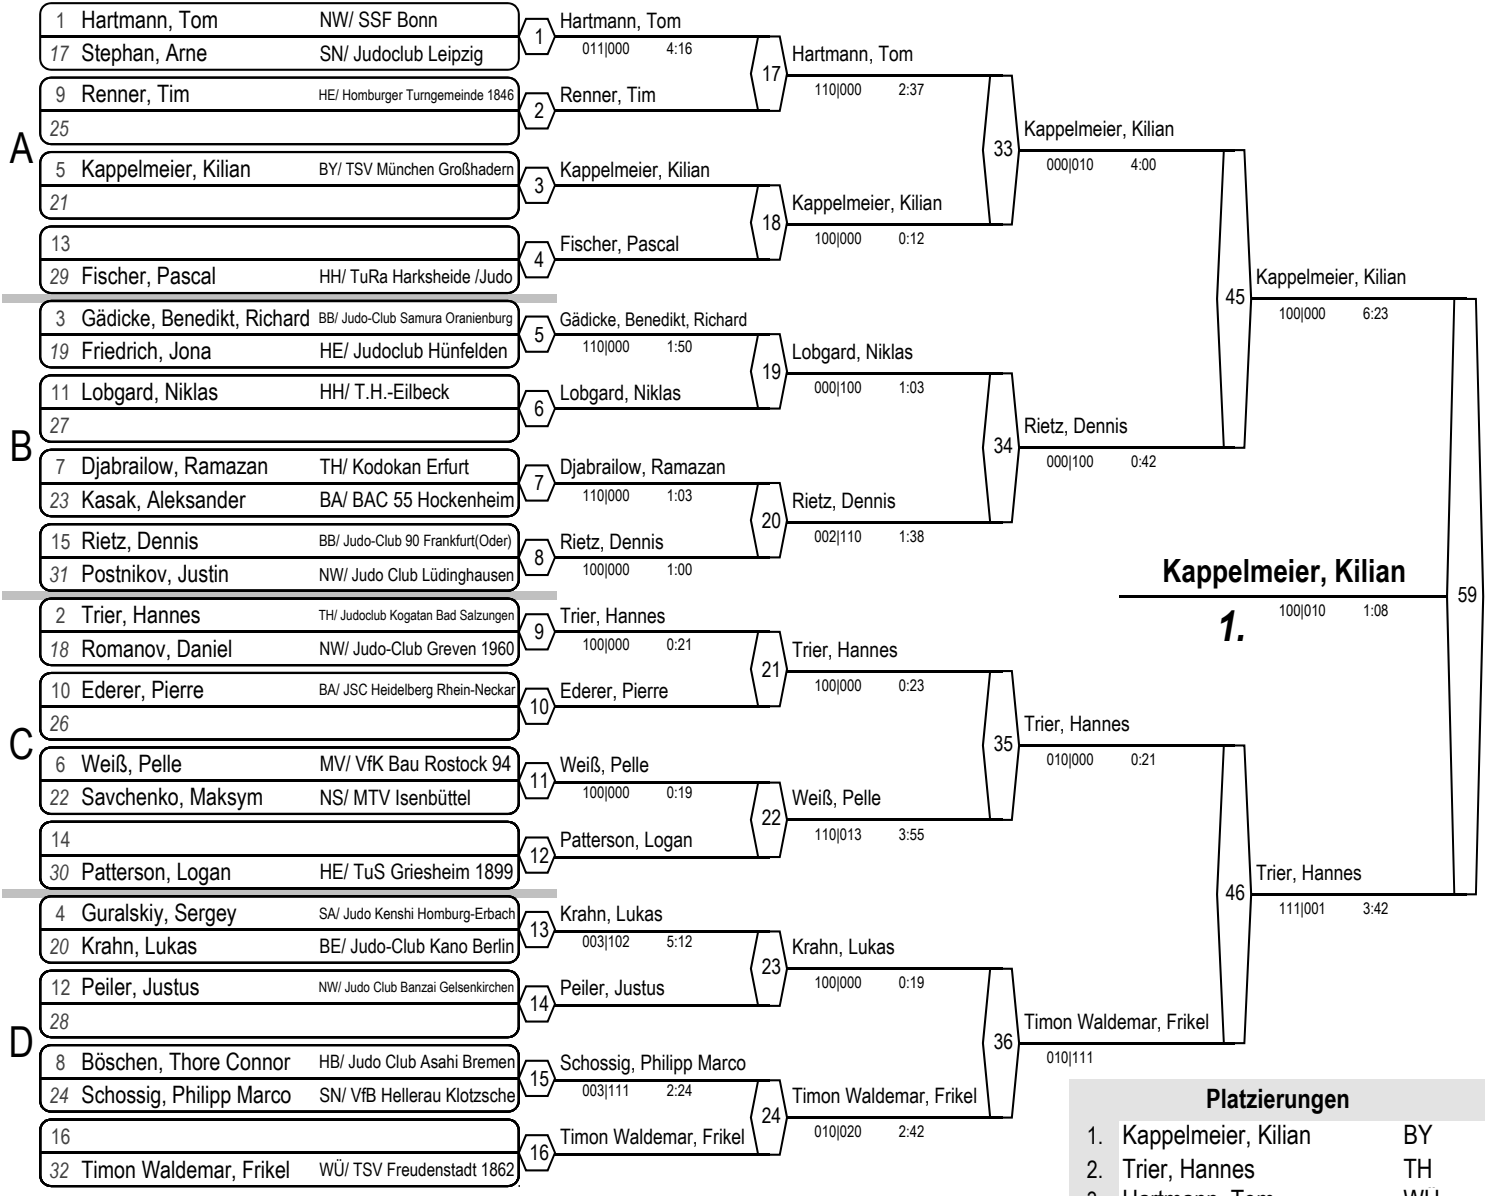 A
1 Hartmann, Tom NW/ SSF Bonn
17 Stephan, Arne SN/ Judoclub Leipzig
9 Renner, Tim HE/ Homburger Turngemeinde 1846
25
5 Kappelmeier, Kilian BY/ TSV München Großhadern
21
13
29 Fischer, Pascal HH/ TuRa Harksheide /Judo
B
3 Gädicke, Benedikt, Richard BB/ Judo-Club Samura Oranienburg
19 Friedrich, Jona HE/ Judoclub Hünfelden
11 Lobgard, Niklas HH/ T.H.-Eilbeck
27
7 Djabrailow, Ramazan TH/ Kodokan Erfurt
23 Kasak, Aleksander BA/ BAC 55 Hockenheim
15 Rietz, Dennis BB/ Judo-Club 90 Frankfurt(Oder)
31 Postnikov, Justin NW/ Judo Club Lüdinghausen
C
2 Trier, Hannes TH/ Judoclub Kogatan Bad Salzungen
18 Romanov, Daniel NW/ Judo-Club Greven 1960
10 Ederer, Pierre BA/ JSC Heidelberg Rhein-Neckar
26
6 Weiß, Pelle MV/ VfK Bau Rostock 94
22 Savchenko, Maksym NS/ MTV Isenbüttel
14
30 Patterson, Logan HE/ TuS Griesheim 1899
D
4 Guralskiy, Sergey SA/ Judo Kenshi Homburg-Erbach
20 Krahn, Lukas BE/ Judo-Club Kano Berlin
12 Peiler, Justus NW/ Judo Club Banzai Gelsenkirchen
28
8 Böschen, Thore Connor HB/ Judo Club Asahi Bremen
24 Schossig, Philipp Marco SN/ VfB Hellerau Klotzsche
16
32 Timon Waldemar, Frikel WÜ/ TSV Freudenstadt 1862
1 Hartmann, Tom
011|000 4:16
2 Renner, Tim
3 Kappelmeier, Kilian
4 Fischer, Pascal
5 Gädicke, Benedikt, Richard
110|000 1:50
6 Lobgard, Niklas
7 Djabrailow, Ramazan
110|000 1:03
8 Rietz, Dennis
100|000 1:00
9 Trier, Hannes
100|000 0:21
10 Ederer, Pierre
11 Weiß, Pelle
100|000 0:19
12 Patterson, Logan
13 Krahn, Lukas
003|102 5:12
14 Peiler, Justus
15 Schossig, Philipp Marco
003|111 2:24
16 Timon Waldemar, Frikel
17 Hartmann, Tom
110|000 2:37
18 Kappelmeier, Kilian
100|000 0:12
19 Lobgard, Niklas
000|100 1:03
20 Rietz, Dennis
002|110 1:38
21 Trier, Hannes
100|000 0:23
22 Weiß, Pelle
110|013 3:55
23 Krahn, Lukas
100|000 0:19
24 Timon Waldemar, Frikel
010|020 2:42
33 Kappelmeier, Kilian
000|010 4:00
34 Rietz, Dennis
000|100 0:42
35 Trier, Hannes
010|000 0:21
36 Timon Waldemar, Frikel
010|111
45 Kappelmeier, Kilian
100|000 6:23
46 Trier, Hannes
111|001 3:42
59 Kappelmeier, Kilian
1. 100|010 1:08
Platzierungen
1. Kappelmeier, Kilian BY
2. Trier, Hannes TH